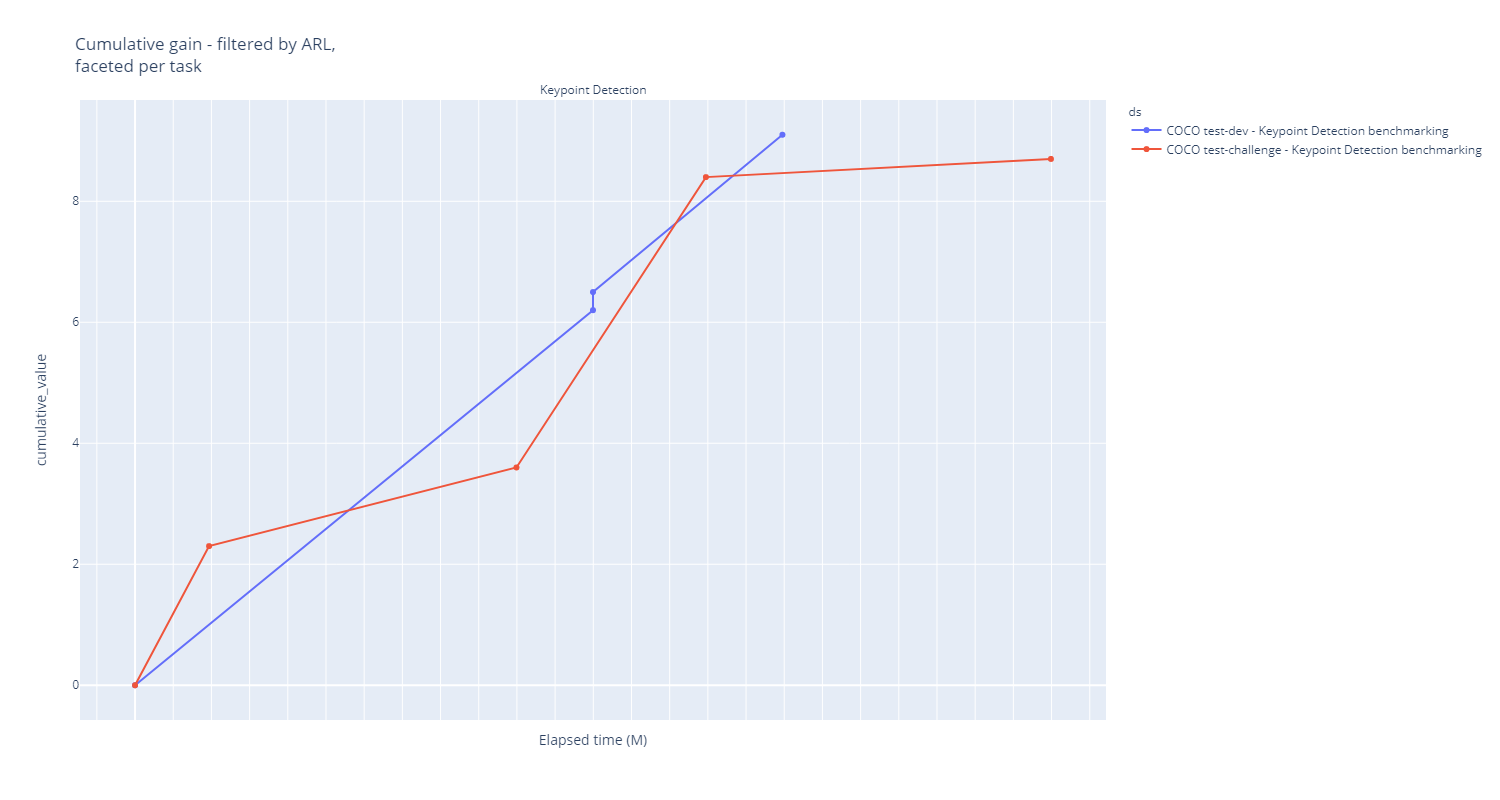 Cumulative gain - filtered by ARL,
faceted per task
Keypoint Detection
ds
COCO test-dev - Keypoint Detection benchmarking
COCO test-challenge - Keypoint Detection benchmarking
8
6
4
2
0
cumulative_value
Elapsed time (M)